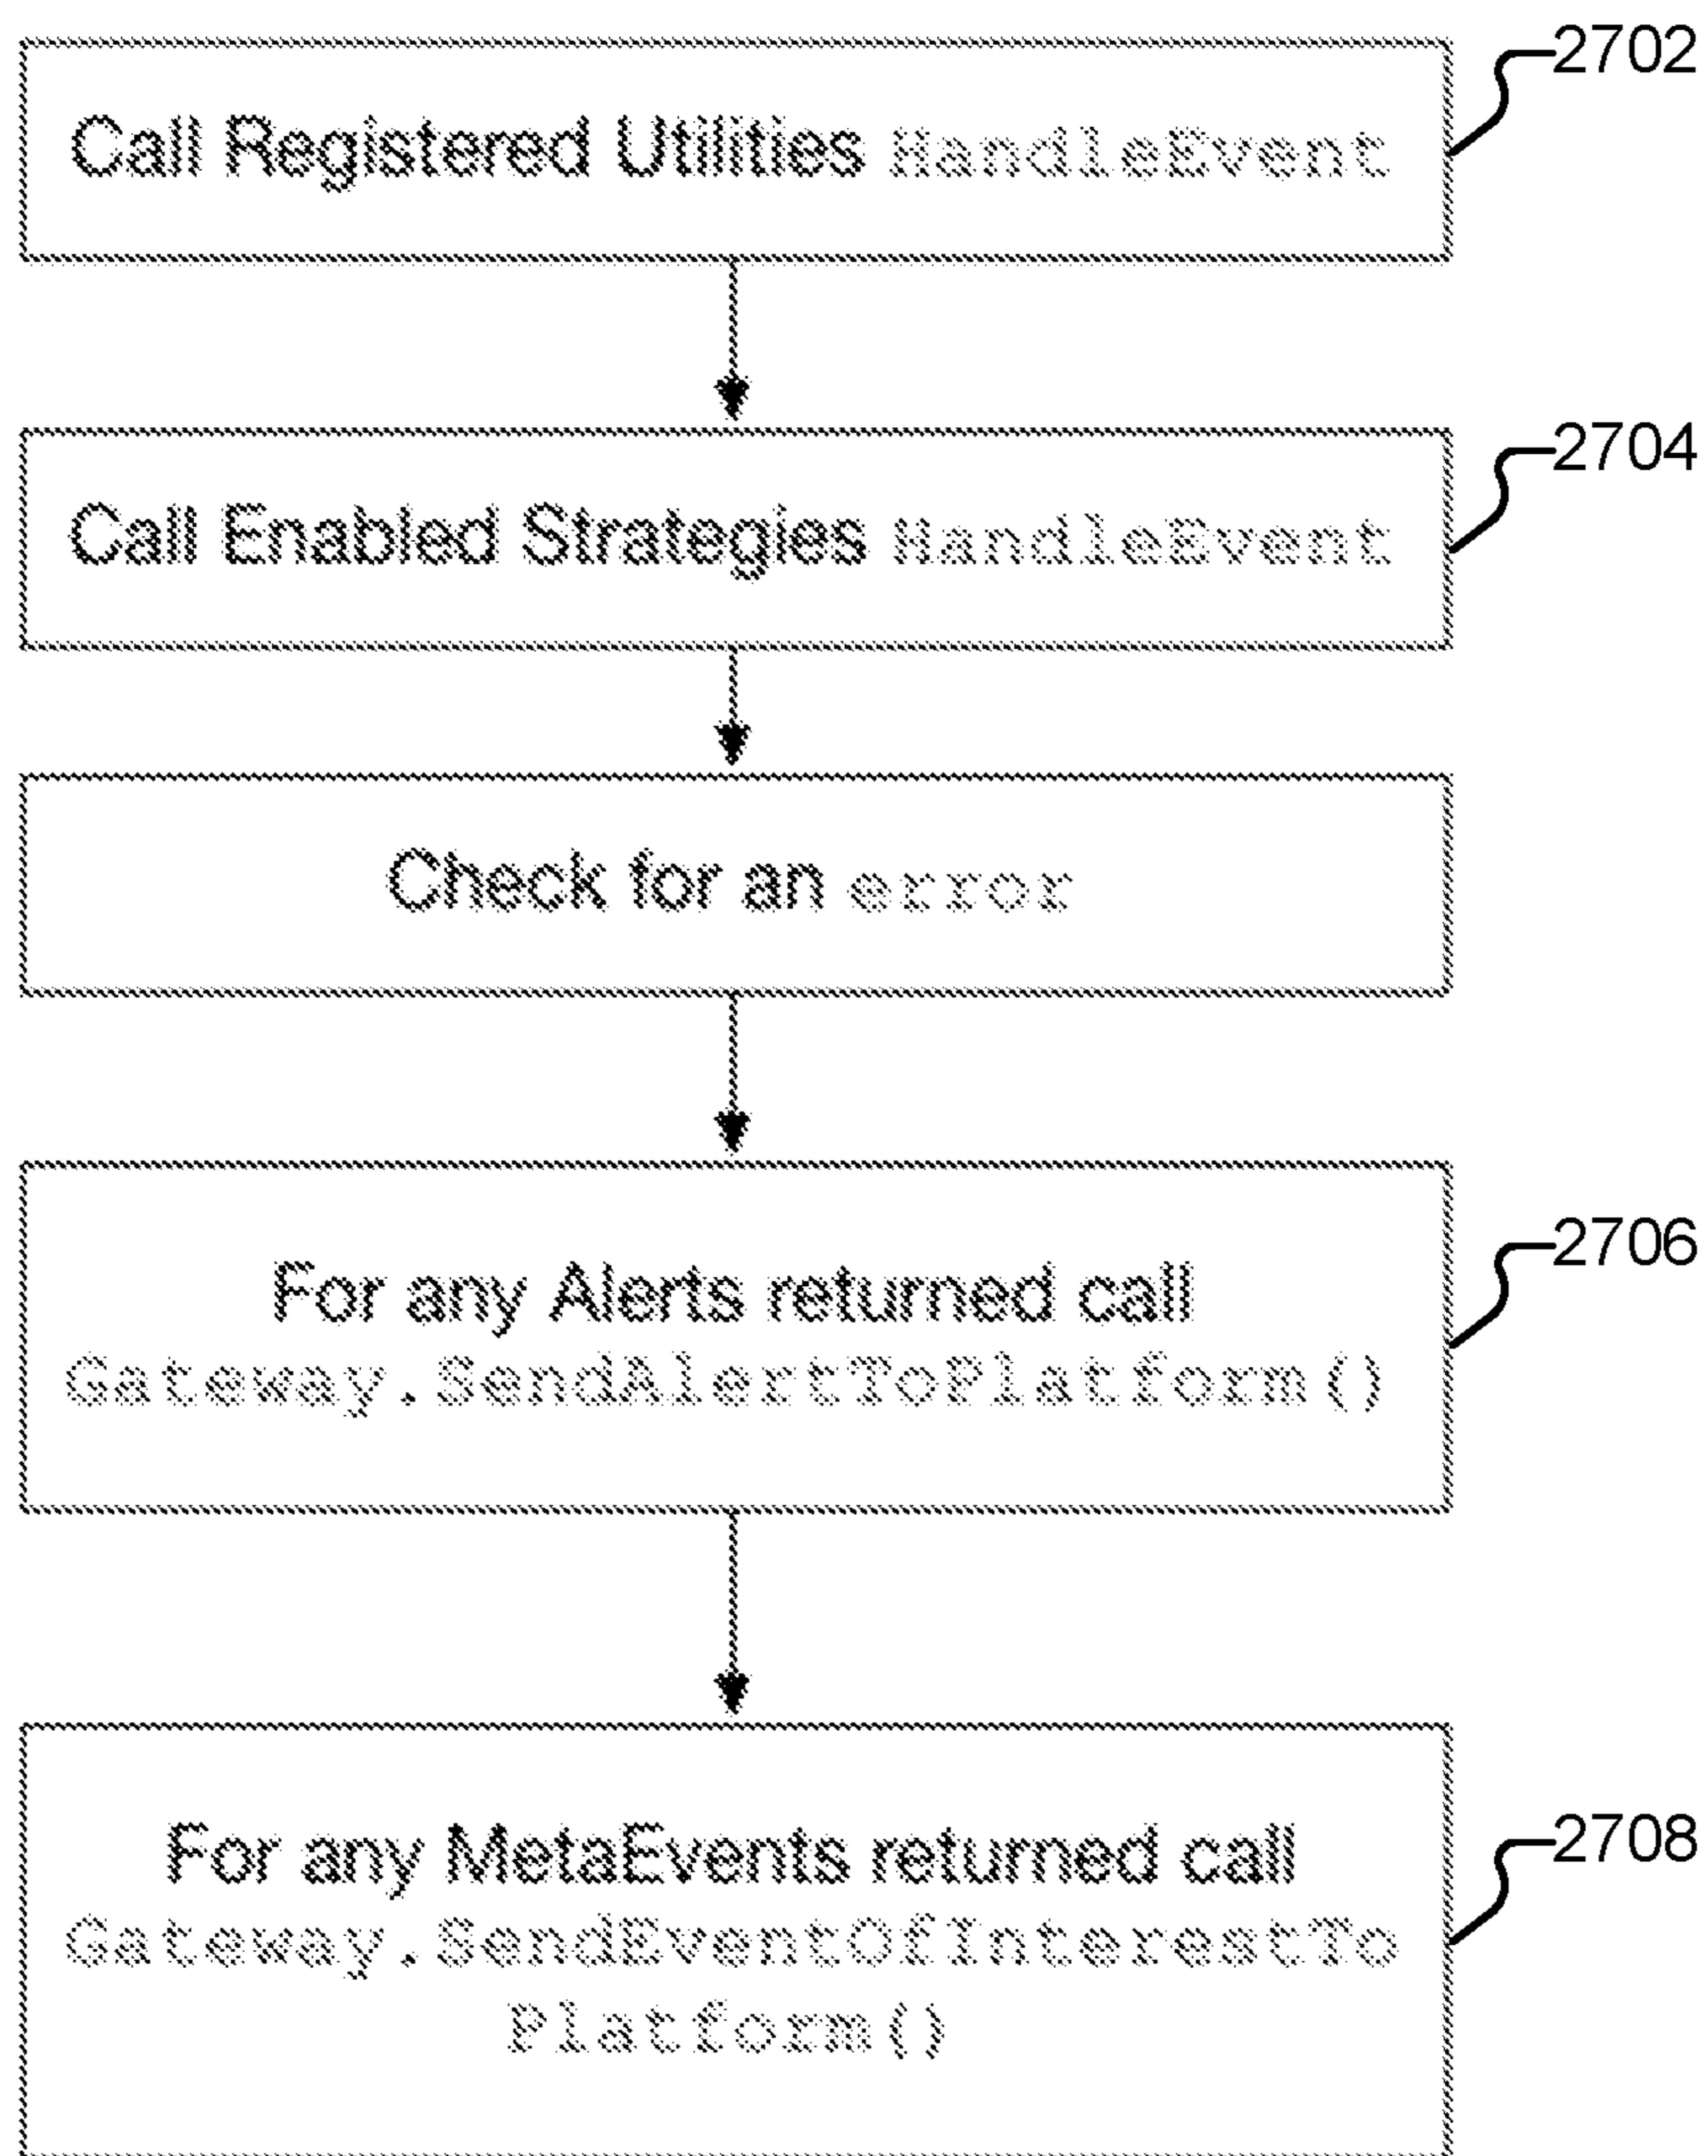 2702
Call Registered Utilities HandleEvent
2704
Call Enabled Strategies HandleEvent
Check for an error
2706
For any Alerts returned call
Gateway.SendAlertToPlatform()
2708
For any MetaEvents returned call
Gateway.SendEventOfInterestTo
Platform()